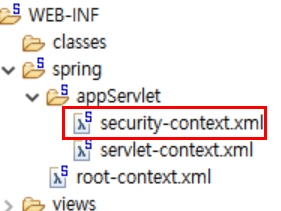 WEB-INF
classes
spring
appServlet
security-context.xml
servlet-context.xml
root-context.xml
views